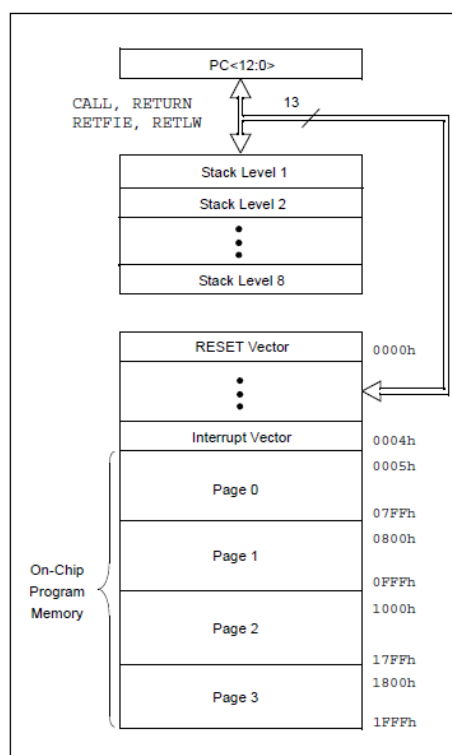 PC<12:0>
CALL, RETURN
RETFIE, RETLW
13
Stack Level 1
Stack Level 2
Stack Level 8
RESET Vector
0000h
Interrupt Vector
0004h
0005h
Page 0
07FFh
0800h
Page 1
0FFFh
On-Chip
Program
Memory
1000h
Page 2
17FFh
1800h
Page 3
1FFFh